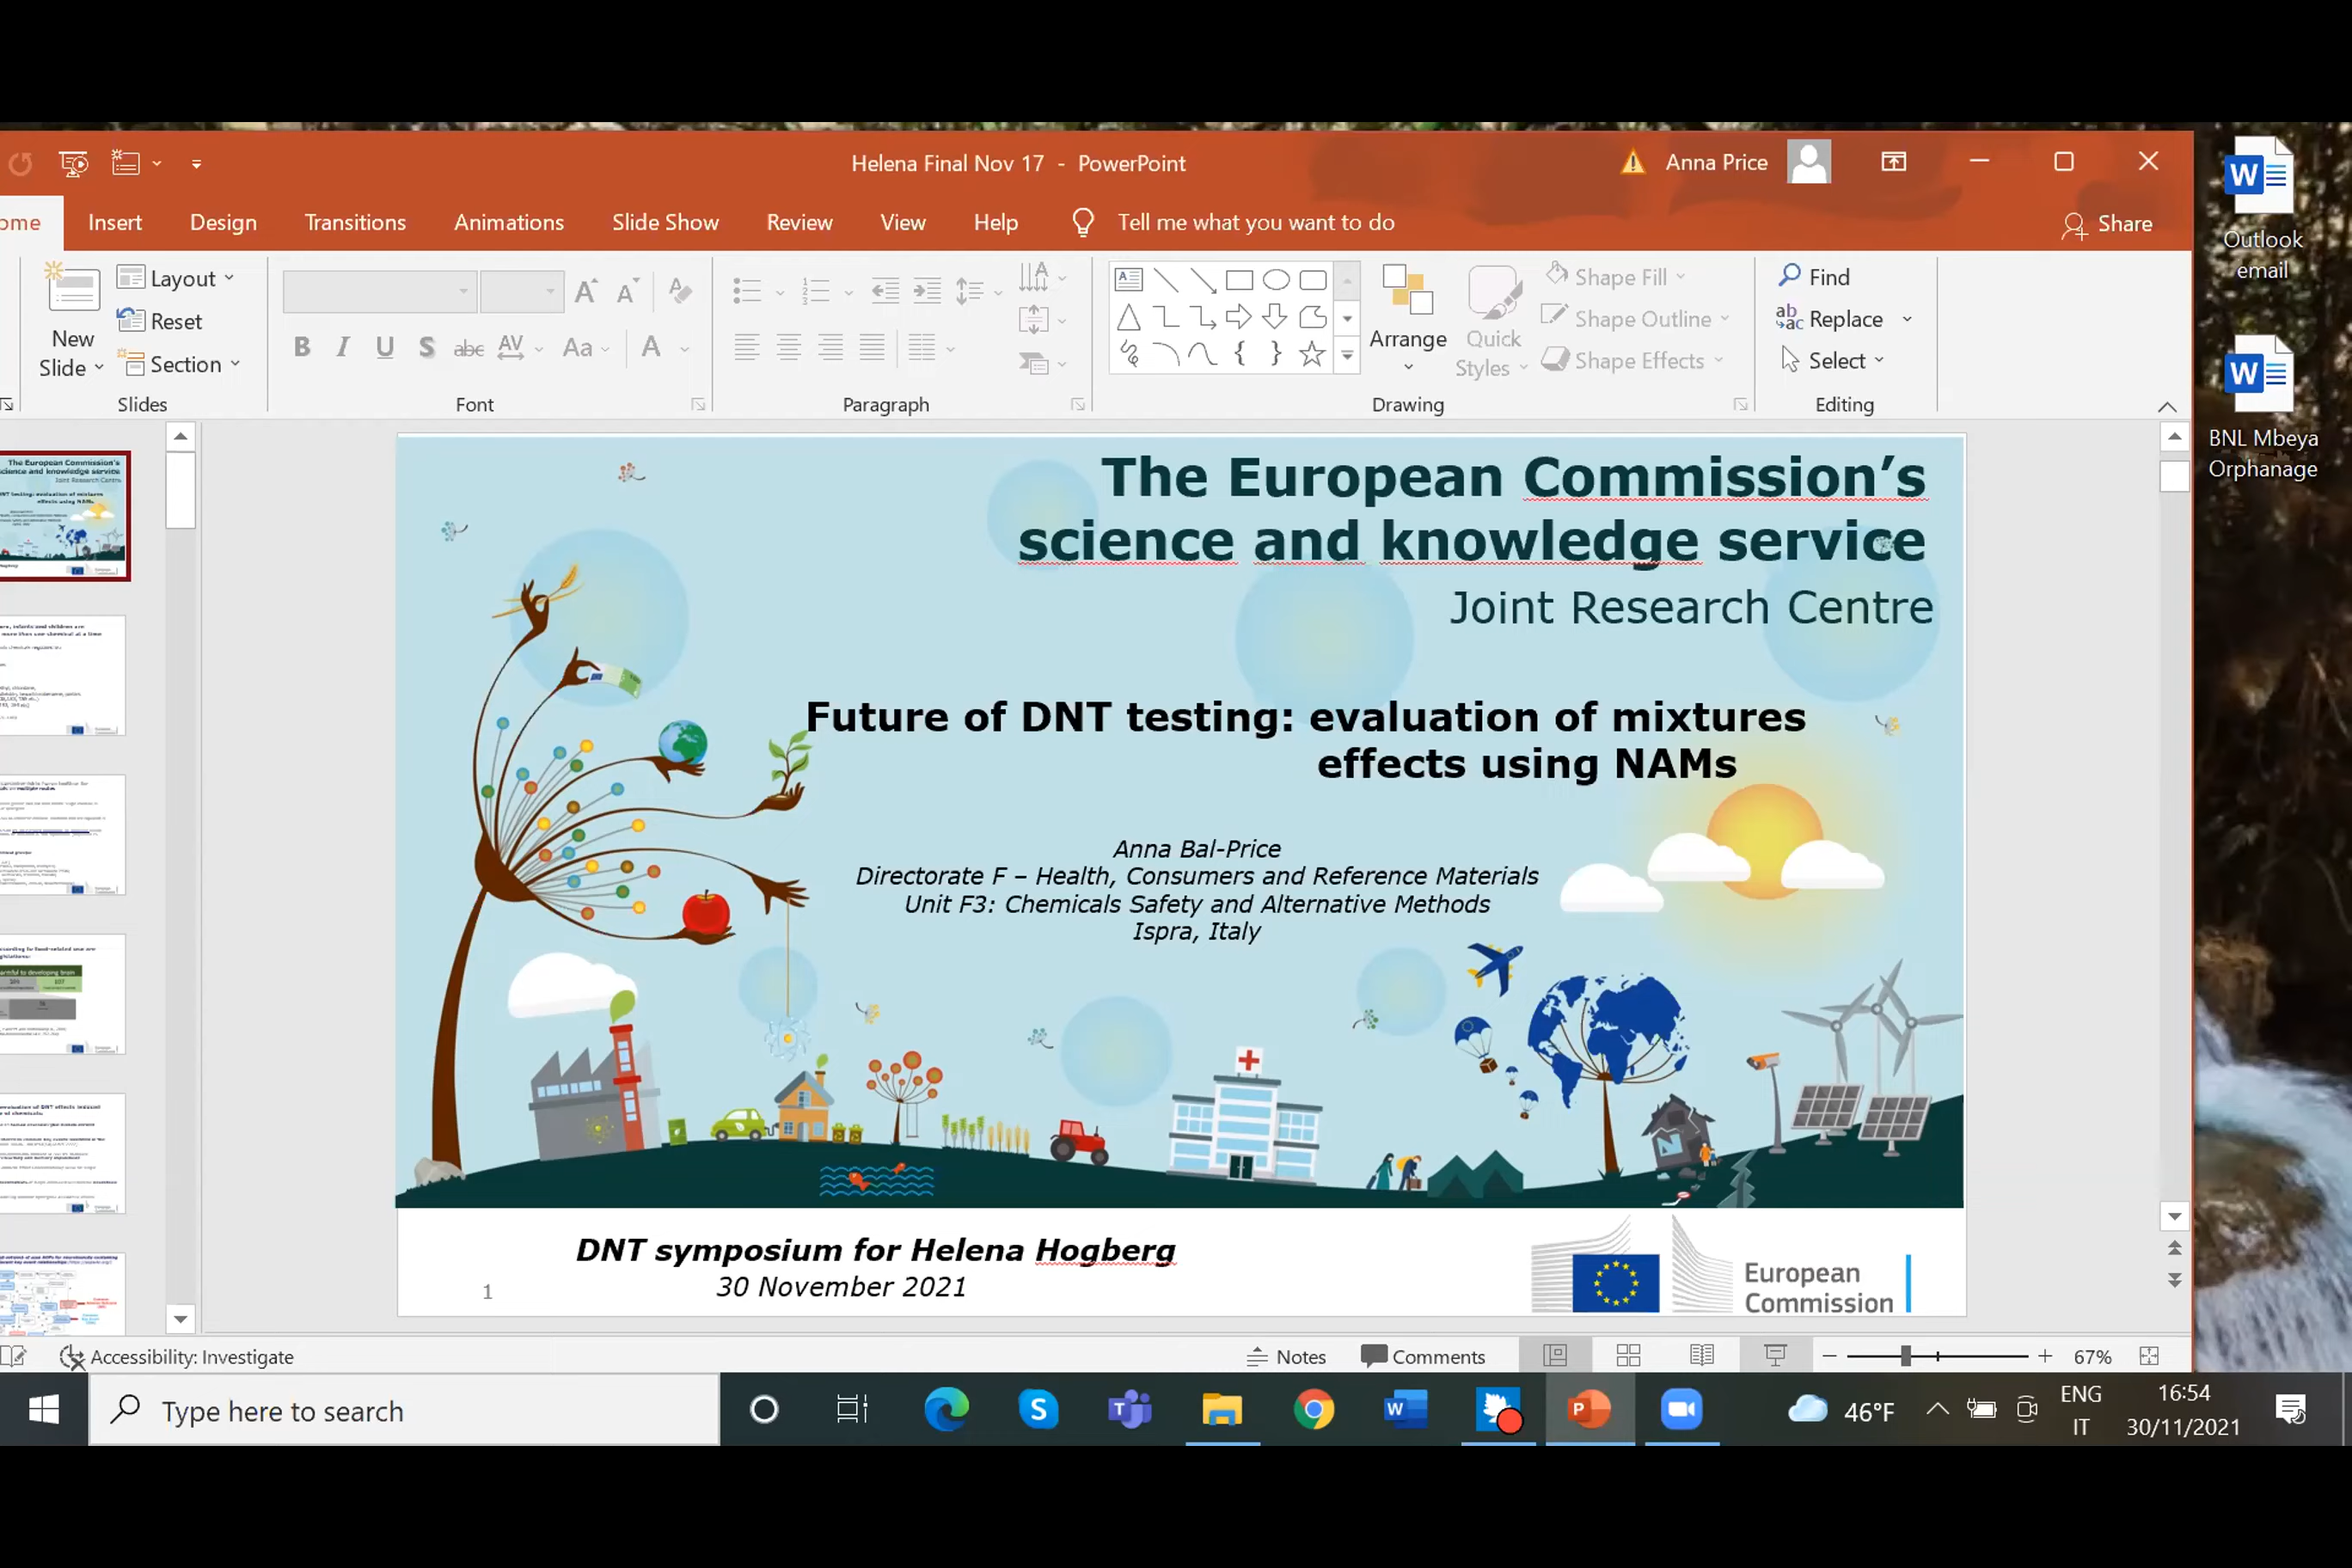 Helena Final Nov 17 - PowerPoint
Anna Price
Insert
Design
Transitions
Animations
Slide Show
Review
View
Help
Tell me what you want to do
Share
New
Slide
Layout
Reset
Section
Slides
B I U S abc AV Aa A
Font
Paragraph
Arrange
Quick
Styles
Shape Fill
Shape Outline
Shape Effects
Drawing
Find
Replace
Select
Editing
Outlook
email
BNL Mbeya
Orphanage
The European Commission's
science and knowledge service
Joint Research Centre
Future of DNT testing: evaluation of mixtures
effects using NAMs
Anna Bal-Price
Directorate F – Health, Consumers and Reference Materials
Unit F3: Chemicals Safety and Alternative Methods
Ispra, Italy
DNT symposium for Helena Hogberg
30 November 2021
1
European
Commission
Accessibility: Investigate
Notes
Comments
67%
Type here to search
46°F
ENG
IT
16:54
30/11/2021